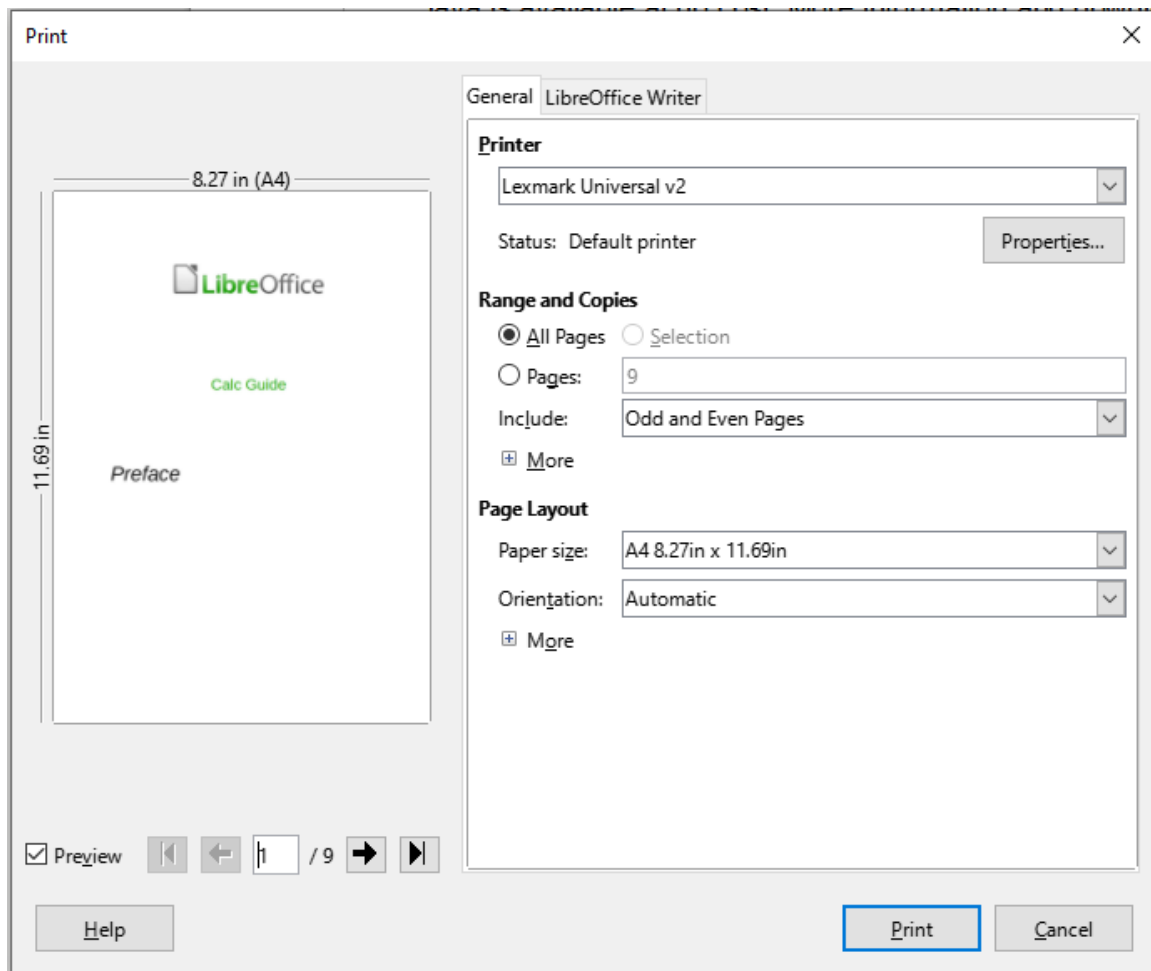 Print
8.27 in (A4)
11.69 in
LibreOffice
Calc Guide
Preface
Preview
1 / 9
General LibreOffice Writer
Printer
Lexmark Universal v2
Status: Default printer Properties...
Range and Copies
All Pages Selection
Pages: 9
Include: Odd and Even Pages
More
Page Layout
Paper size: A4 8.27in x 11.69in
Orientation: Automatic
More
Help Print Cancel